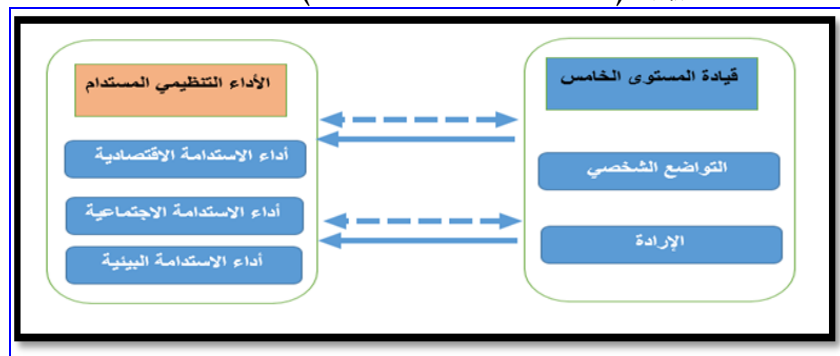 قيادة المستوى الخامس
التواضع الشخصي
الإرادة
الأداء التنظيمي المستدام
أداء الاستدامة الاقتصادية
أداء الاستدامة الاجتماعية
أداء الاستدامة البيئية